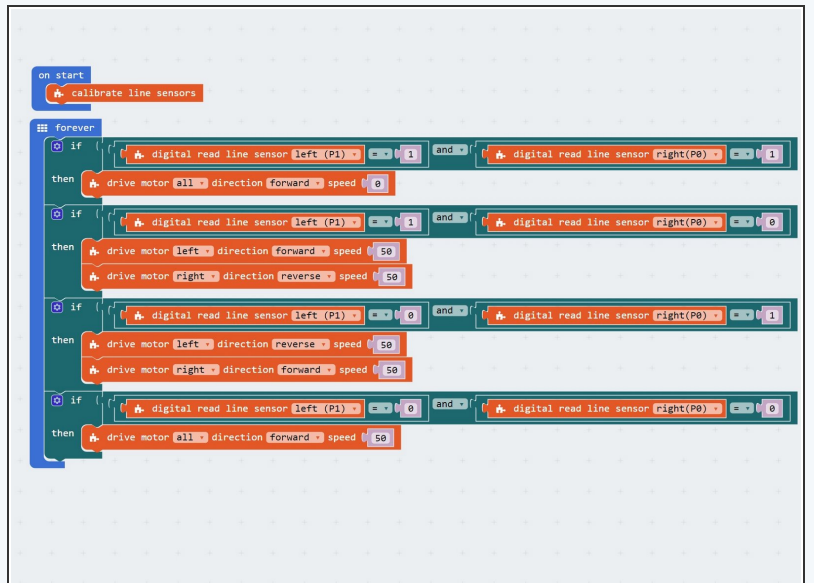 on start
calibrate line sensors
forever
if digital read line sensor left (P1) = 1 and digital read line sensor right(P0) = 1
then drive motor all direction forward speed 0
if digital read line sensor left (P1) = 1 and digital read line sensor right(P0) = 0
then drive motor left direction forward speed 50
drive motor right direction reverse speed 50
if digital read line sensor left (P1) = 0 and digital read line sensor right(P0) = 1
then drive motor left direction reverse speed 50
drive motor right direction forward speed 50
if digital read line sensor left (P1) = 0 and digital read line sensor right(P0) = 0
then drive motor all direction forward speed 50